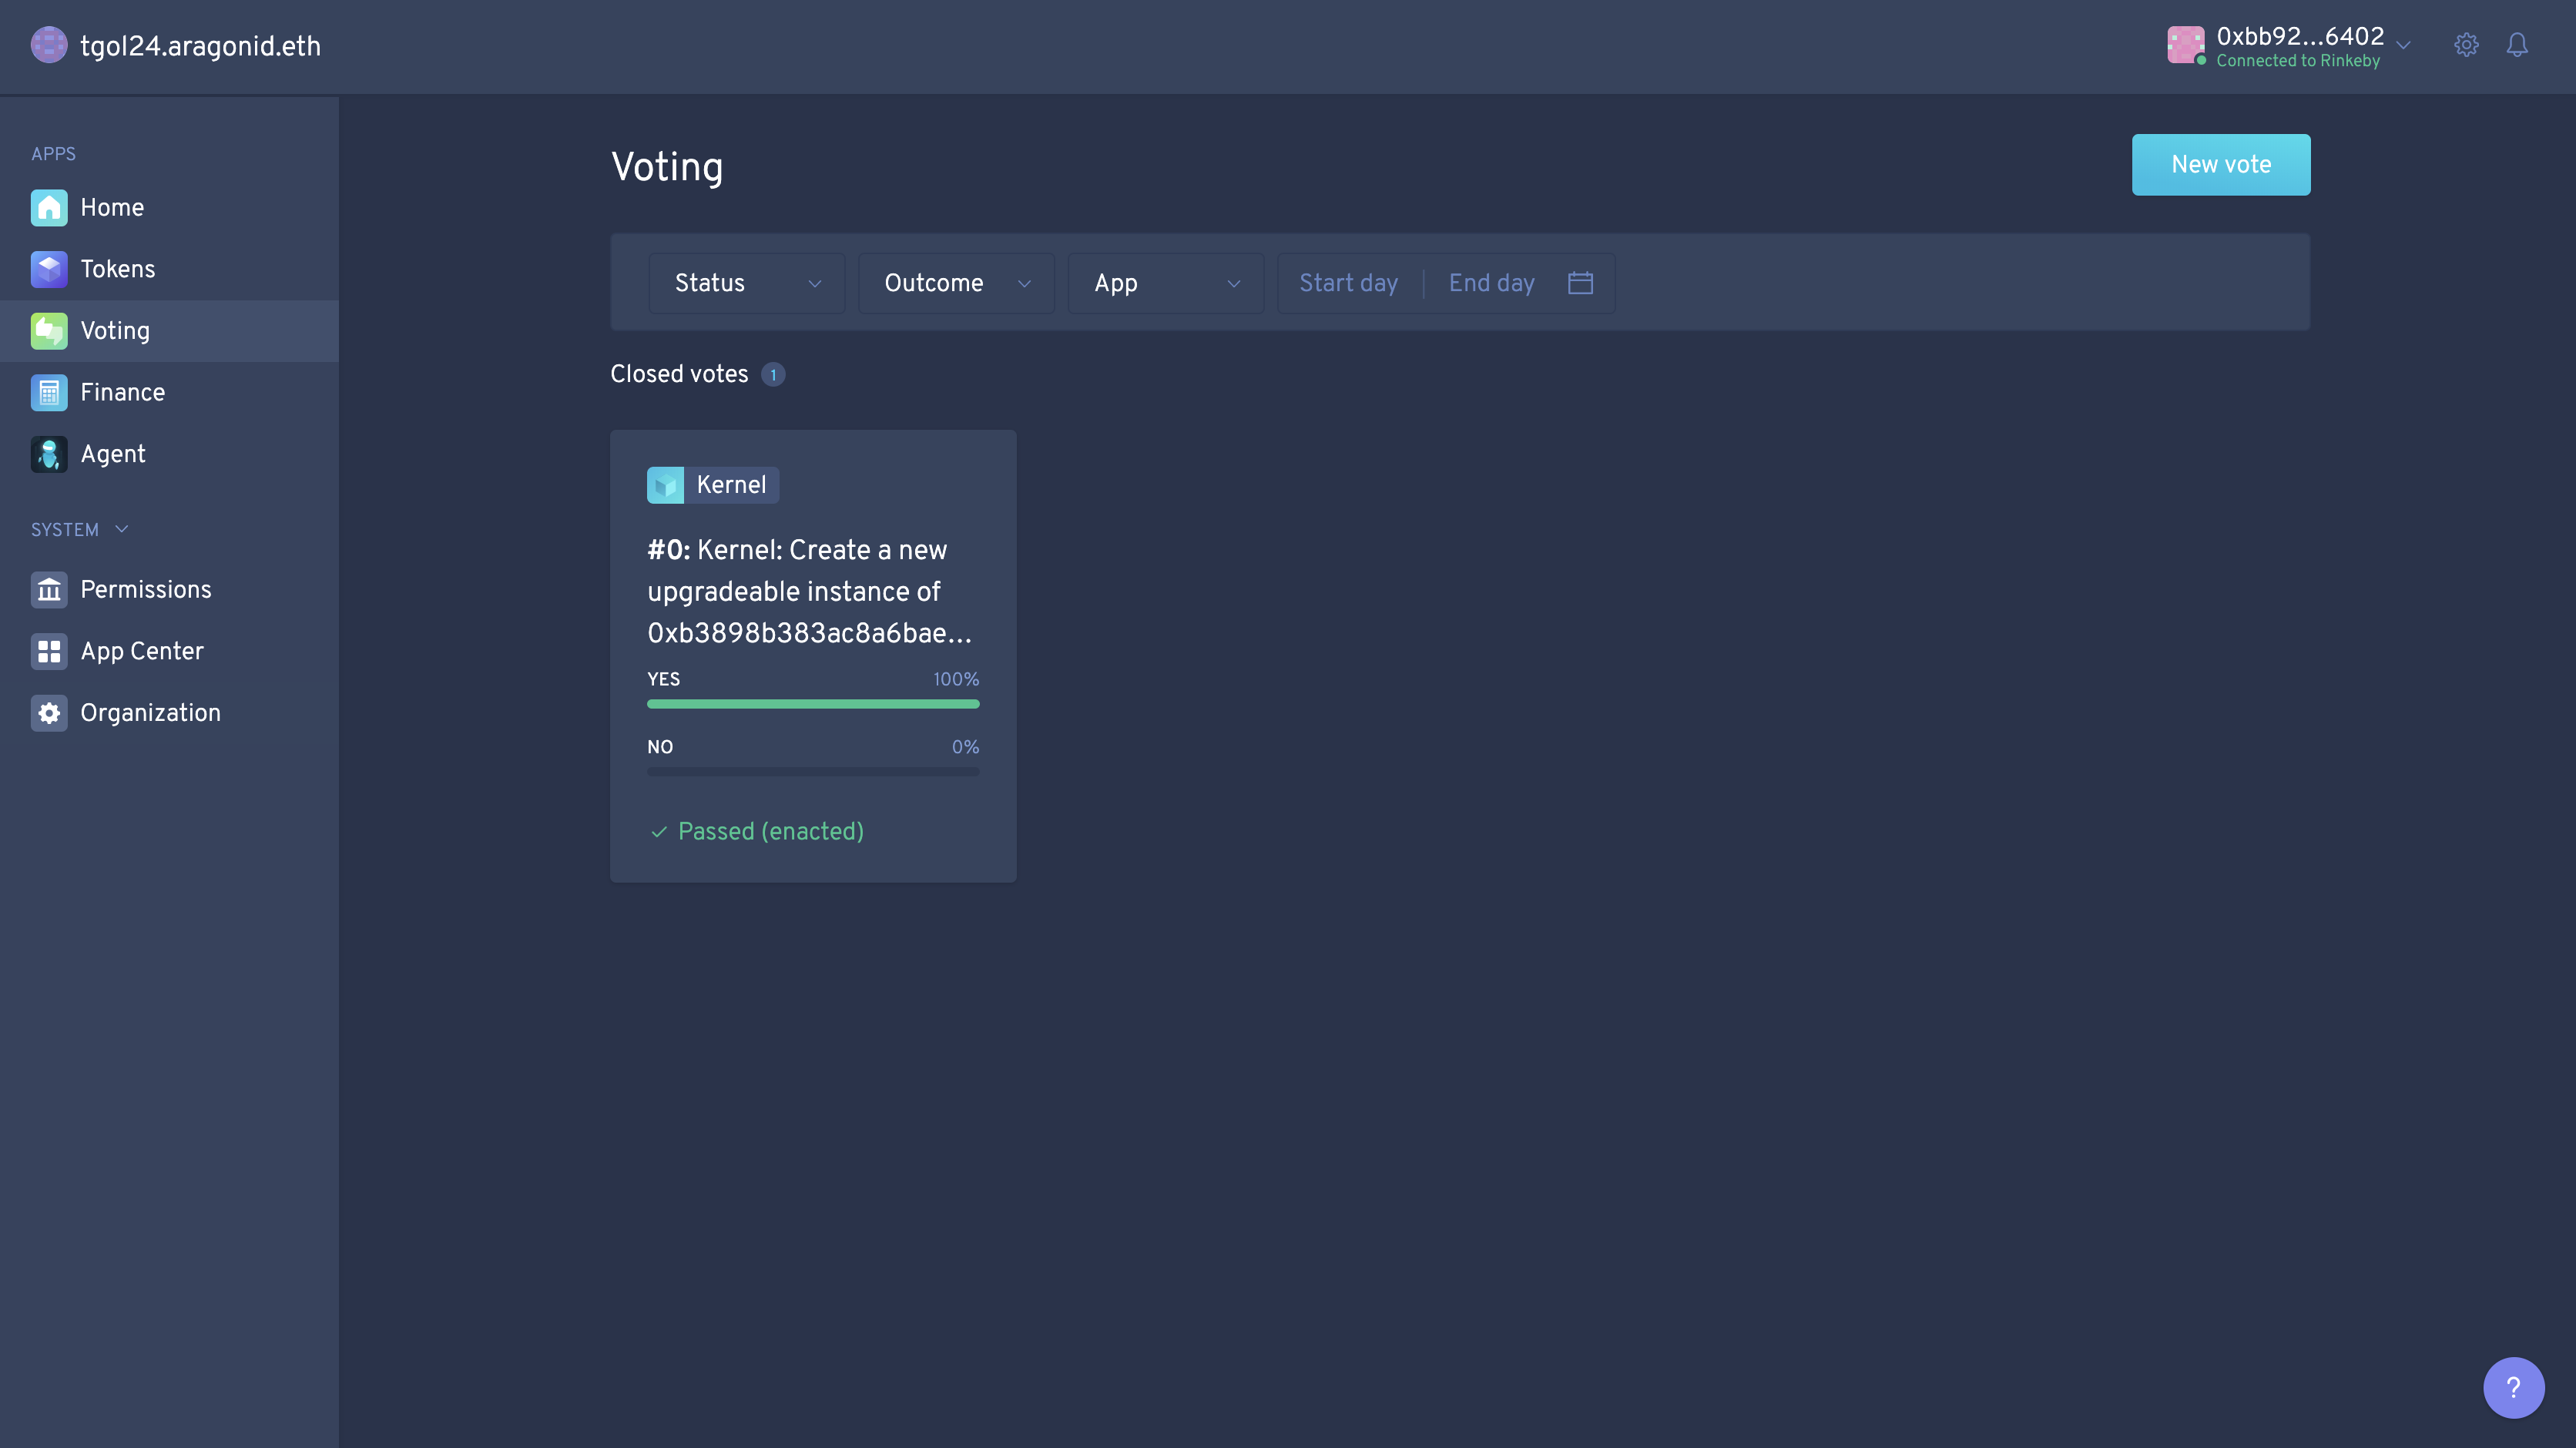 tgol24.aragonid.eth
0xbb92...6402
Connected to Rinkeby
APPS
Home
Tokens
Voting
Finance
Agent
SYSTEM
Permissions
App Center
Organization
Voting
New vote
Status
Outcome
App
Start day
End day
Closed votes 1
Kernel
#0: Kernel: Create a new
upgradeable instance of
0xb3898b383ac8a6bae...
YES 100%
NO 0%
Passed (enacted)
?